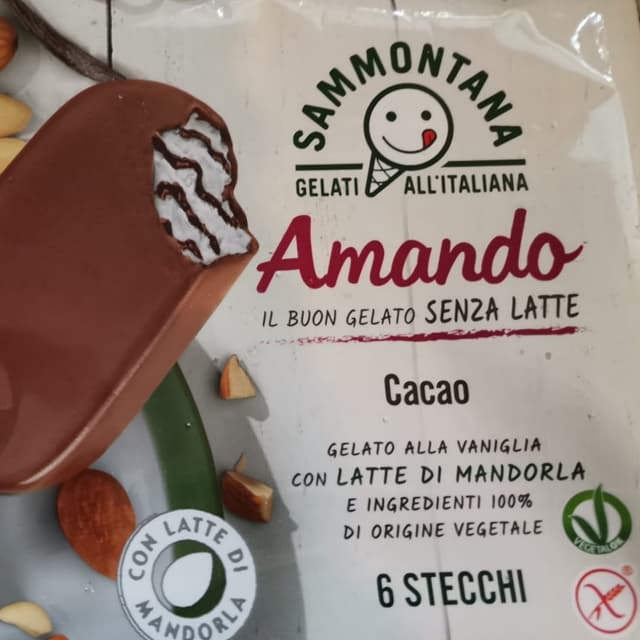 SAMMONTANA
GELATI ALL'ITALIANA
Amando
IL BUON GELATO SENZA LATTE
Cacao
GELATO ALLA VANIGLIA
CON LATTE DI MANDORLA
E INGREDIENTI 100%
DI ORIGINE VEGETALE
VEGETALOK
CON LATTE DI
MANDORLA
6 STECCHI